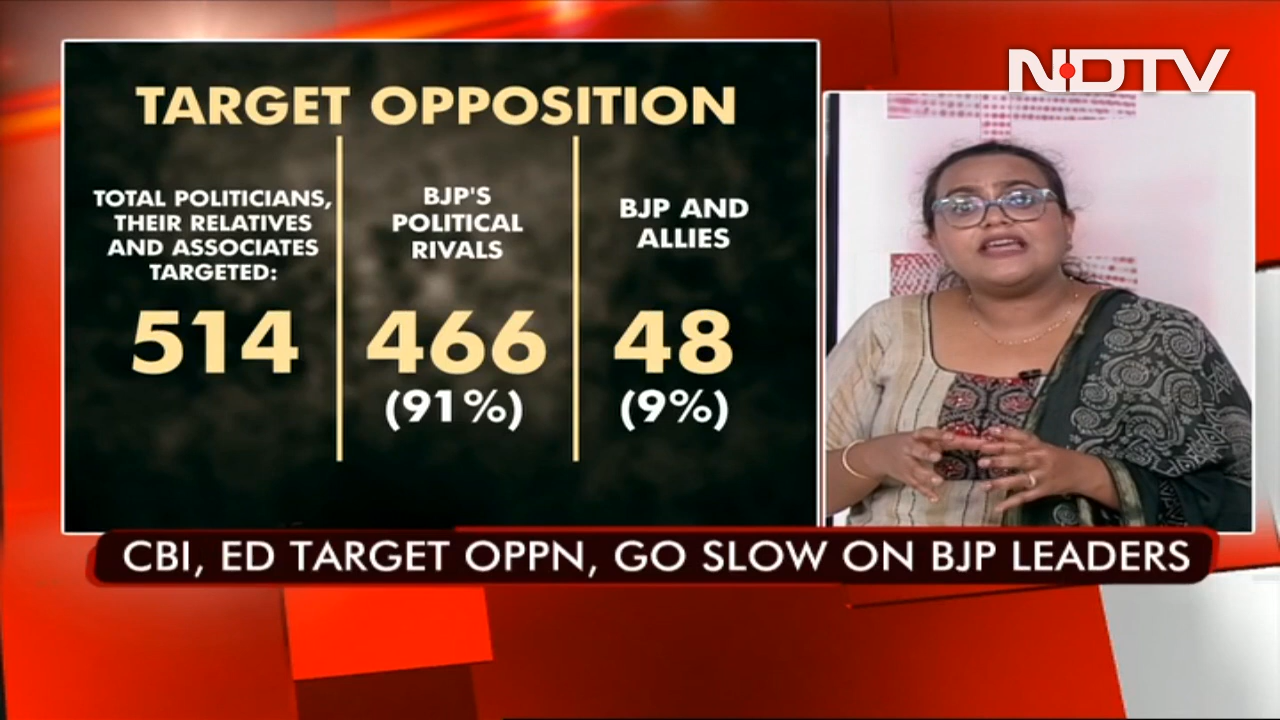 NDTV
TARGET OPPOSITION
TOTAL POLITICIANS,
THEIR RELATIVES
AND ASSOCIATES
TARGETED:
514
BJP'S
POLITICAL
RIVALS
466
(91%)
BJP AND
ALLIES
48
(9%)
CBI, ED TARGET OPPN, GO SLOW ON BJP LEADERS